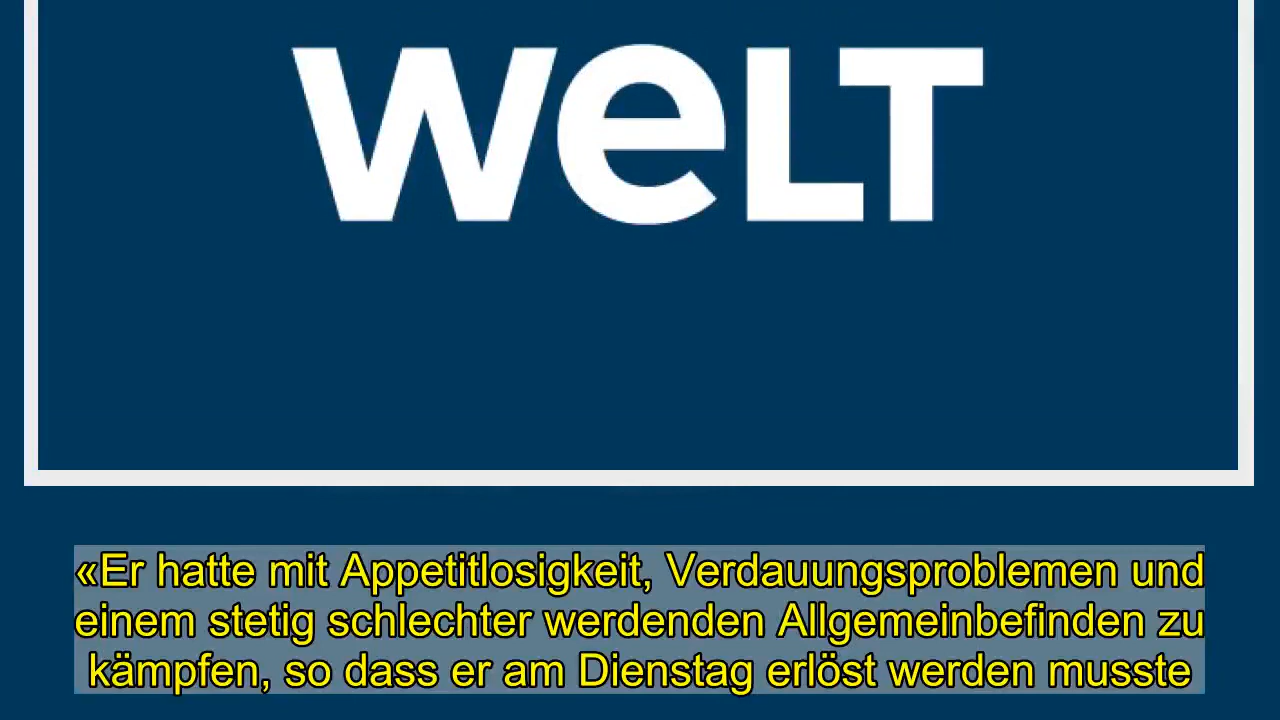 WeLT
«Er hatte mit Appetitlosigkeit, Verdauungsproblemen und
einem stetig schlechter werdenden Allgemeinbefinden zu
kämpfen, so dass er am Dienstag erlöst werden musste